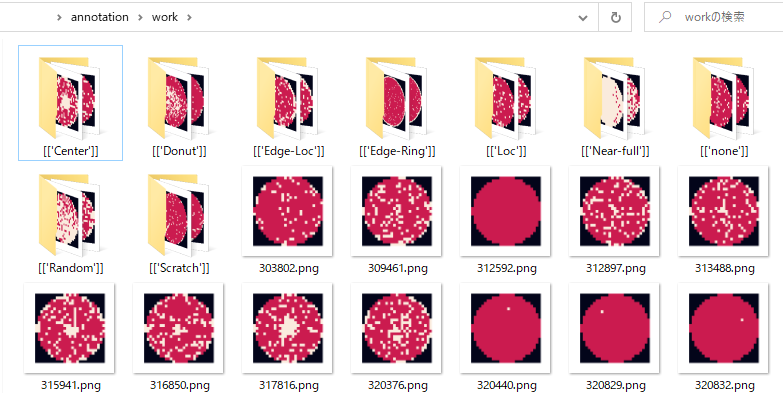 annotation
work
workの検索
[['Center']]
[['Donut']]
[['Edge-Loc']]
[['Edge-Ring']]
[['Loc']]
[['Near-full']]
[['none']]
[['Random']]
[['Scratch']]
303802.png
309461.png
312592.png
312897.png
313488.png
315941.png
316850.png
317816.png
320376.png
320440.png
320829.png
320832.png